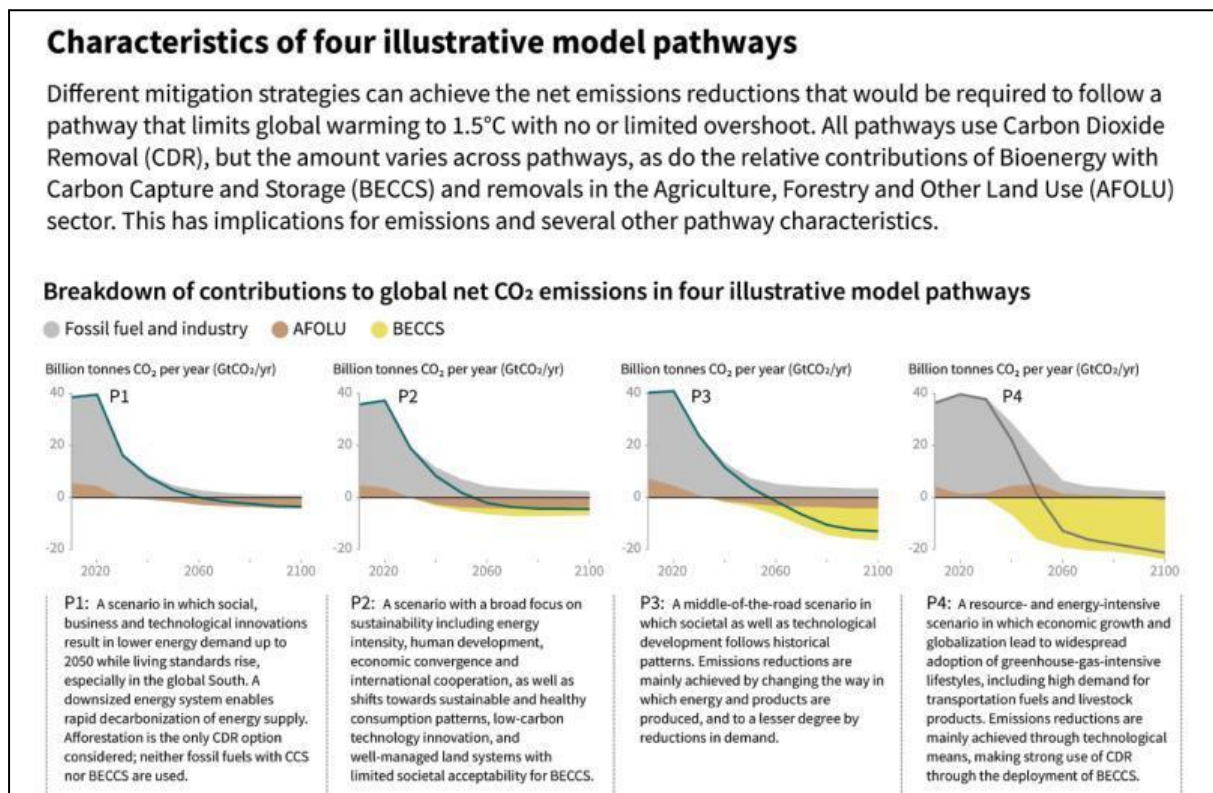 Characteristics of four illustrative model pathways
Different mitigation strategies can achieve the net emissions reductions that would be required to follow a
pathway that limits global warming to 1.5°C with no or limited overshoot. All pathways use Carbon Dioxide
Removal (CDR), but the amount varies across pathways, as do the relative contributions of Bioenergy with
Carbon Capture and Storage (BECCS) and removals in the Agriculture, Forestry and Other Land Use (AFOLU)
sector. This has implications for emissions and several other pathway characteristics.
Breakdown of contributions to global net CO₂ emissions in four illustrative model pathways
Fossil fuel and industry AFOLU BECCS
Billion tonnes CO₂ per year (GtCO₂/yr)
40
P1
20
0
-20
2020 2060 2100
P1: A scenario in which social,
business and technological innovations
result in lower energy demand up to
2050 while living standards rise,
especially in the global South. A
downsized energy system enables
rapid decarbonization of energy supply.
Afforestation is the only CDR option
considered; neither fossil fuels with CCS
nor BECCS are used.
Billion tonnes CO₂ per year (GtCO₂/yr)
40
P2
20
0
-20
2020 2060 2100
P2: A scenario with a broad focus on
sustainability including energy
intensity, human development,
economic convergence and
international cooperation, as well as
shifts towards sustainable and healthy
consumption patterns, low-carbon
technology innovation, and
well-managed land systems with
limited societal acceptability for BECCS.
Billion tonnes CO₂ per year (GtCO₂/yr)
40
P3
20
0
-20
2020 2060 2100
P3: A middle-of-the-road scenario in
which societal as well as technological
development follows historical
patterns. Emissions reductions are
mainly achieved by changing the way in
which energy and products are
produced, and to a lesser degree by
reductions in demand.
Billion tonnes CO₂ per year (GtCO₂/yr)
40
P4
20
0
-20
2020 2060 2100
P4: A resource- and energy-intensive
scenario in which economic growth and
globalization lead to widespread
adoption of greenhouse-gas-intensive
lifestyles, including high demand for
transportation fuels and livestock
products. Emissions reductions are
mainly achieved through technological
means, making strong use of CDR
through the deployment of BECCS.